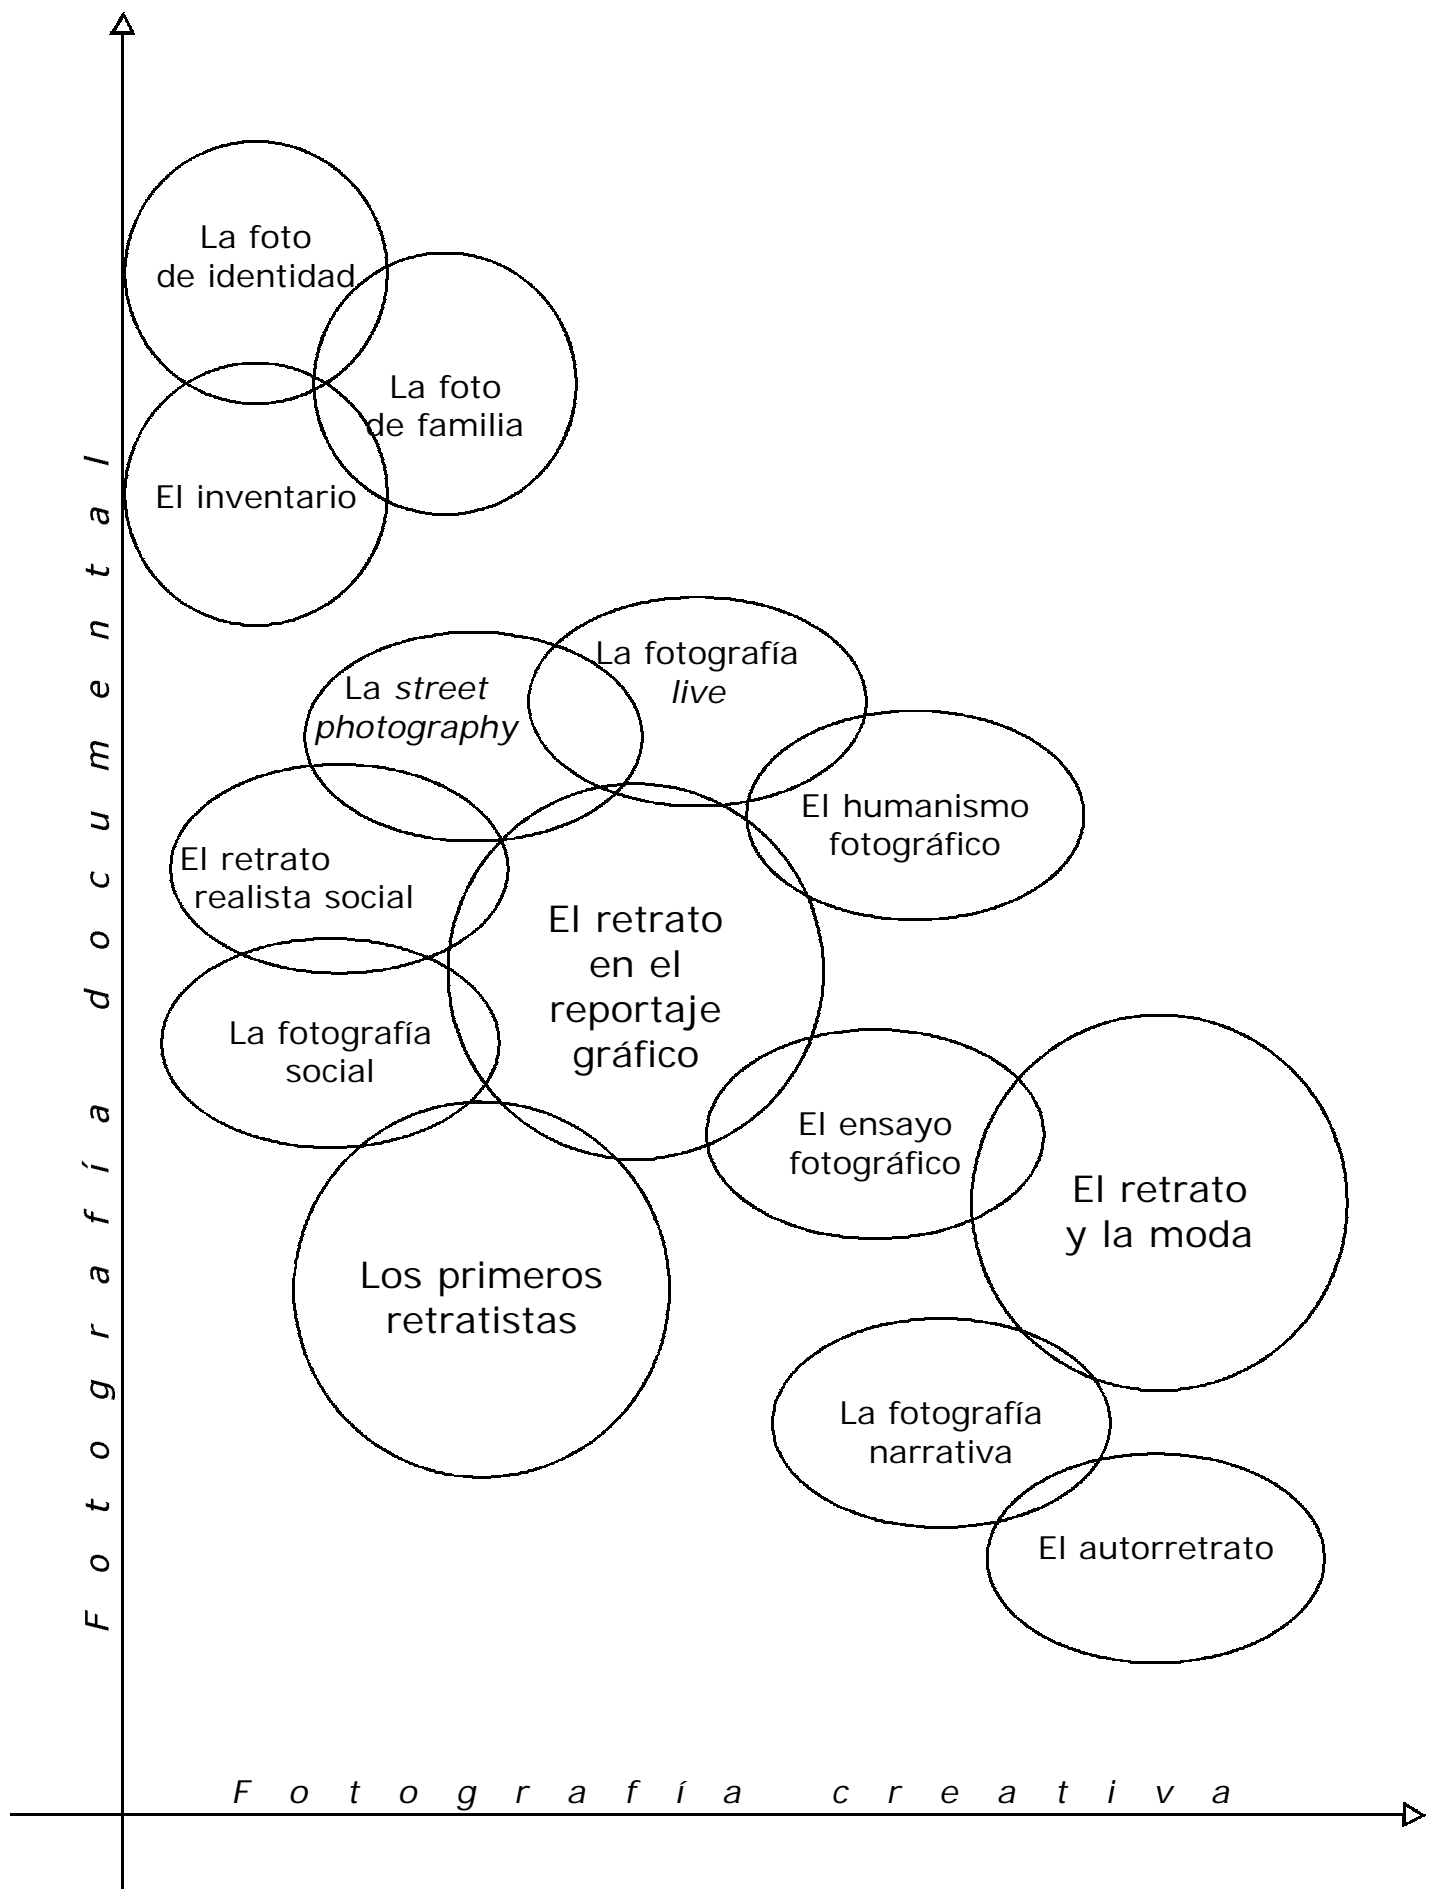 La foto
de identidad
La foto
de familia
El inventario
La fotografía
live
La street
photography
El humanismo
fotográfico
El retrato
realista social
El retrato
en el
reportaje
gráfico
La fotografía
social
El ensayo
fotográfico
El retrato
y la moda
Los primeros
retratistas
La fotografía
narrativa
El autorretrato
Fotografía documental
Fotografía creativa